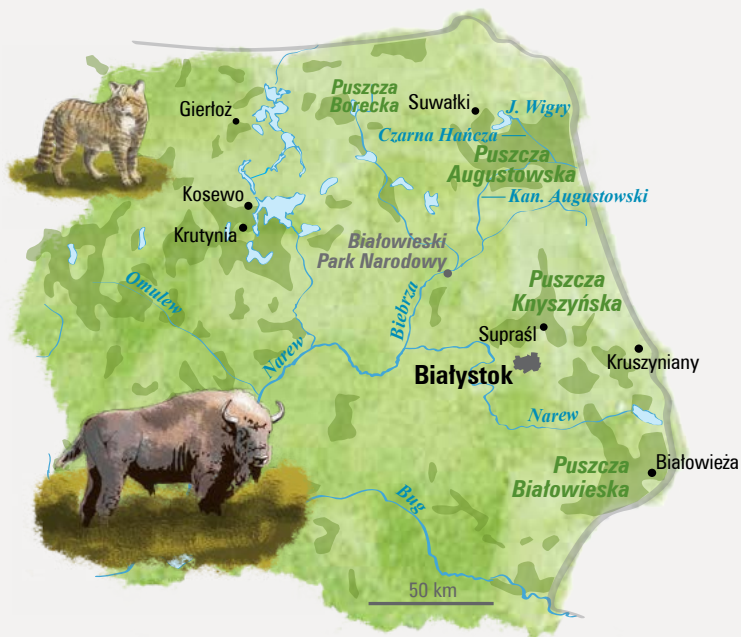 Puszcza
Borecka
Suwałki
J. Wigry
Gierłoż
Czarna Hańcza
Puszcza
Augustowska
Kosewo
Kan. Augustowski
Krutynia
Białowieski
Park Narodowy
Omulew
Biebrza
Puszcza
Knyszyńska
Supraśl
Narew
Kruszyniany
Białystok
Narew
Puszcza
Białowieska
Białowieża
Bug
50 km